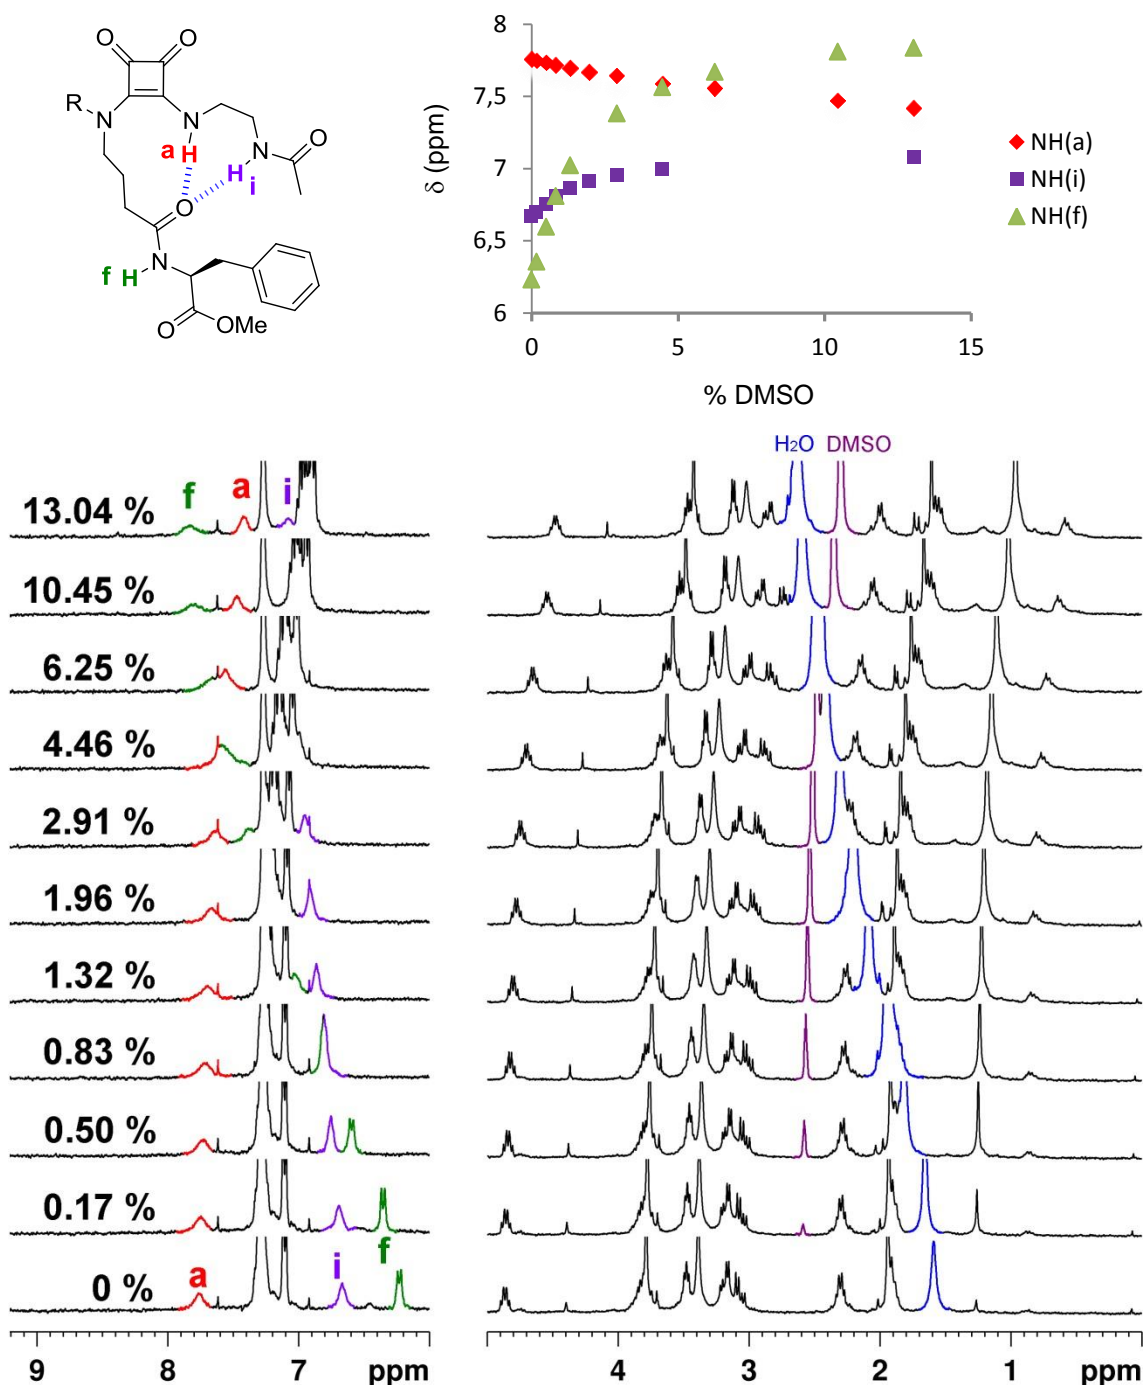 O O
R
N N
H
a
O
H N
i
O
O
f H N
O OMe
8
7,5
7
6,5
6
δ (ppm)
0 5 10 15
% DMSO
NH(a)
NH(i)
NH(f)
H2O DMSO
13.04 % f a i
10.45 %
6.25 %
4.46 %
2.91 %
1.96 %
1.32 %
0.83 %
0.50 %
0.17 %
0 % a i f
9 8 7 ppm 4 3 2 1 ppm